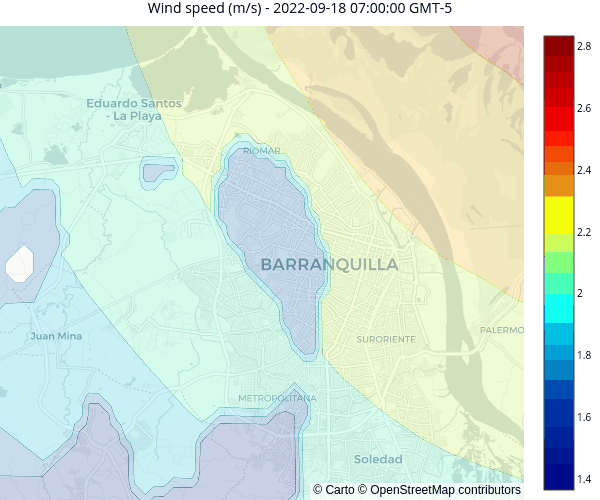 Wind speed (m/s) - 2022-09-18 07:00:00 GMT-5
2.8
Eduardo Santos
- La Playa
2.6
RIOMAR
2.4
2.2
BARRANQUILLA
2
Juan Mina
SURORIENTE
PALERMO
1.8
METROPOLITANA
1.6
Soledad
1.4
© Carto © OpenStreetMap contributors